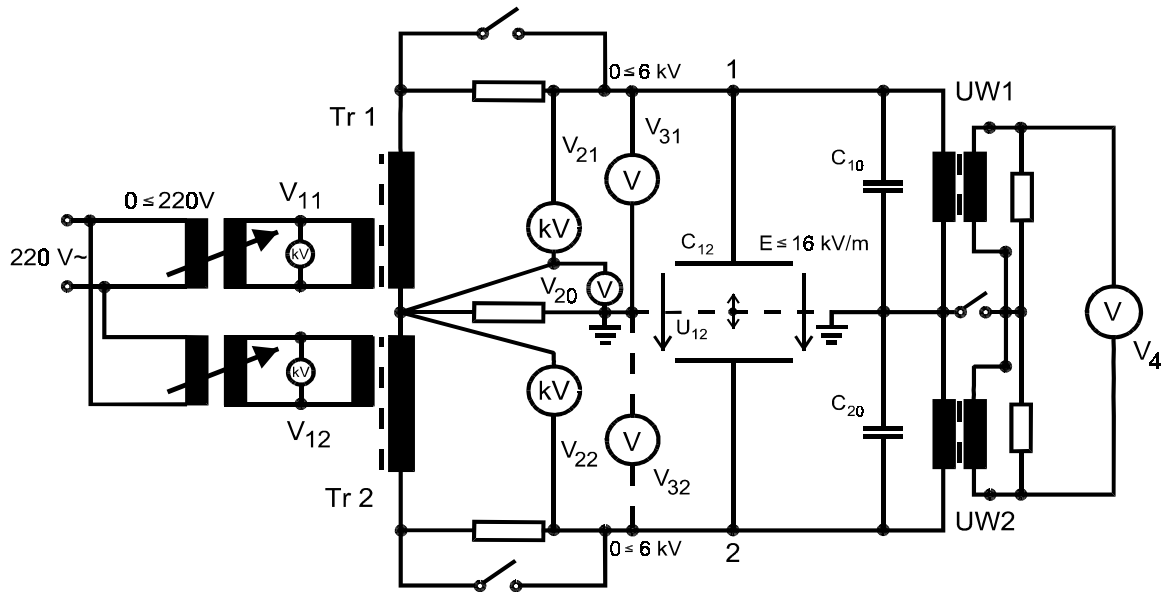 0 ≤ 6 kV
1
UW1
Tr 1
V21
V31
C10
V11
0 ≤ 220V
V
kV
C12
E ≤ 16 kV/m
220 V~
kV
V20
V
U12
V
V4
kV
kV
C20
V12
V22
V
V32
Tr 2
0 ≤ 6 kV
2
UW2